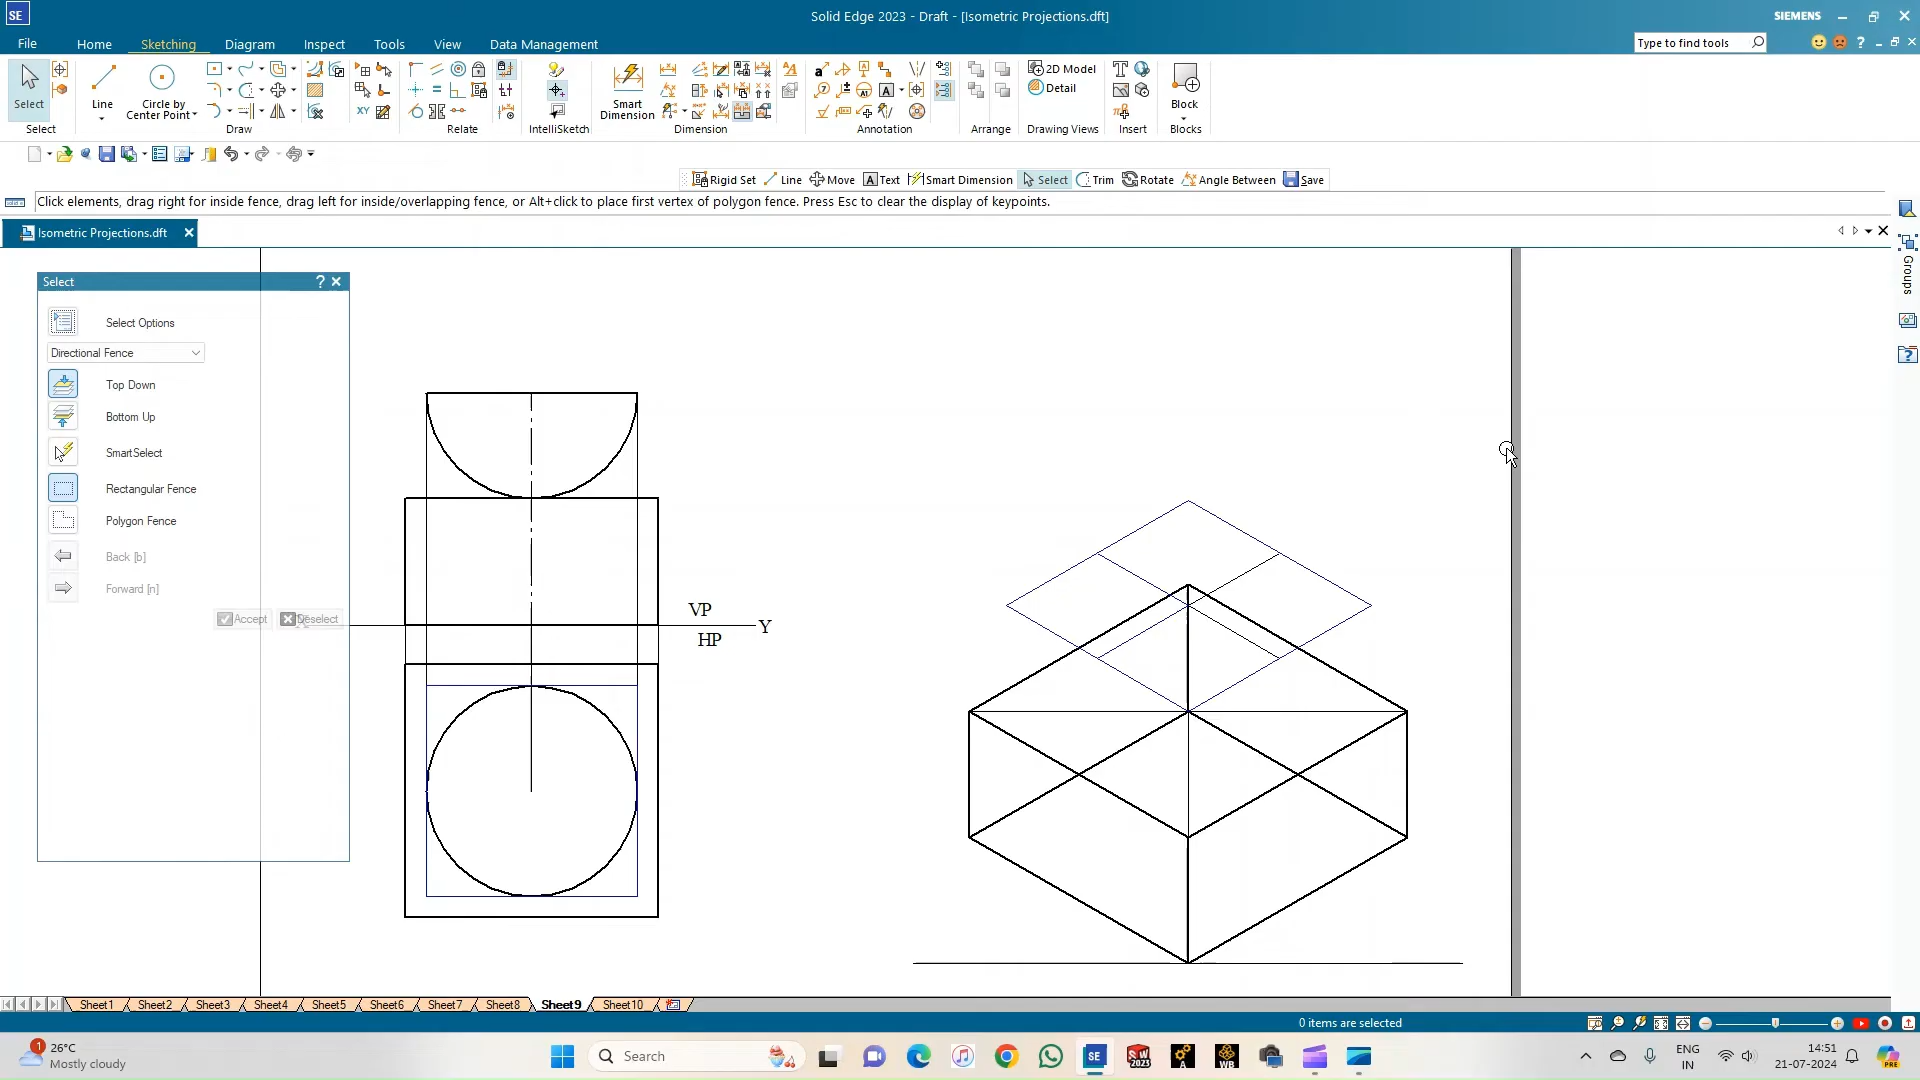 SE
Solid Edge 2023 - Draft - [Isometric Projections.dft]
SIEMENS
File
Home
Sketching
Diagram
Inspect
Tools
View
Data Management
Type to find tools
Select
Line
Circle by
Center Point
Smart
Dimension
2D Model
Detail
Block
Select
Draw
Relate
IntelliSketch
Dimension
Annotation
Arrange
Drawing Views
Insert
Blocks
Rigid Set
Line
Move
Text
Smart Dimension
Select
Trim
Rotate
Angle Between
Save
Click elements, drag right for inside fence, drag left for inside/overlapping fence, or Alt+click to place first vertex of polygon fence. Press Esc to clear the display of keypoints.
Isometric Projections.dft
Groups
Select
Select Options
Directional Fence
Top Down
Bottom Up
SmartSelect
Rectangular Fence
Polygon Fence
Back [b]
Forward [n]
Accept
Deselect
VP
HP
Y
Sheet1
Sheet2
Sheet3
Sheet4
Sheet5
Sheet6
Sheet7
Sheet8
Sheet9
Sheet10
0 items are selected
1
26°C
Mostly cloudy
Search
SE
ENG
IN
14:51
21-07-2024